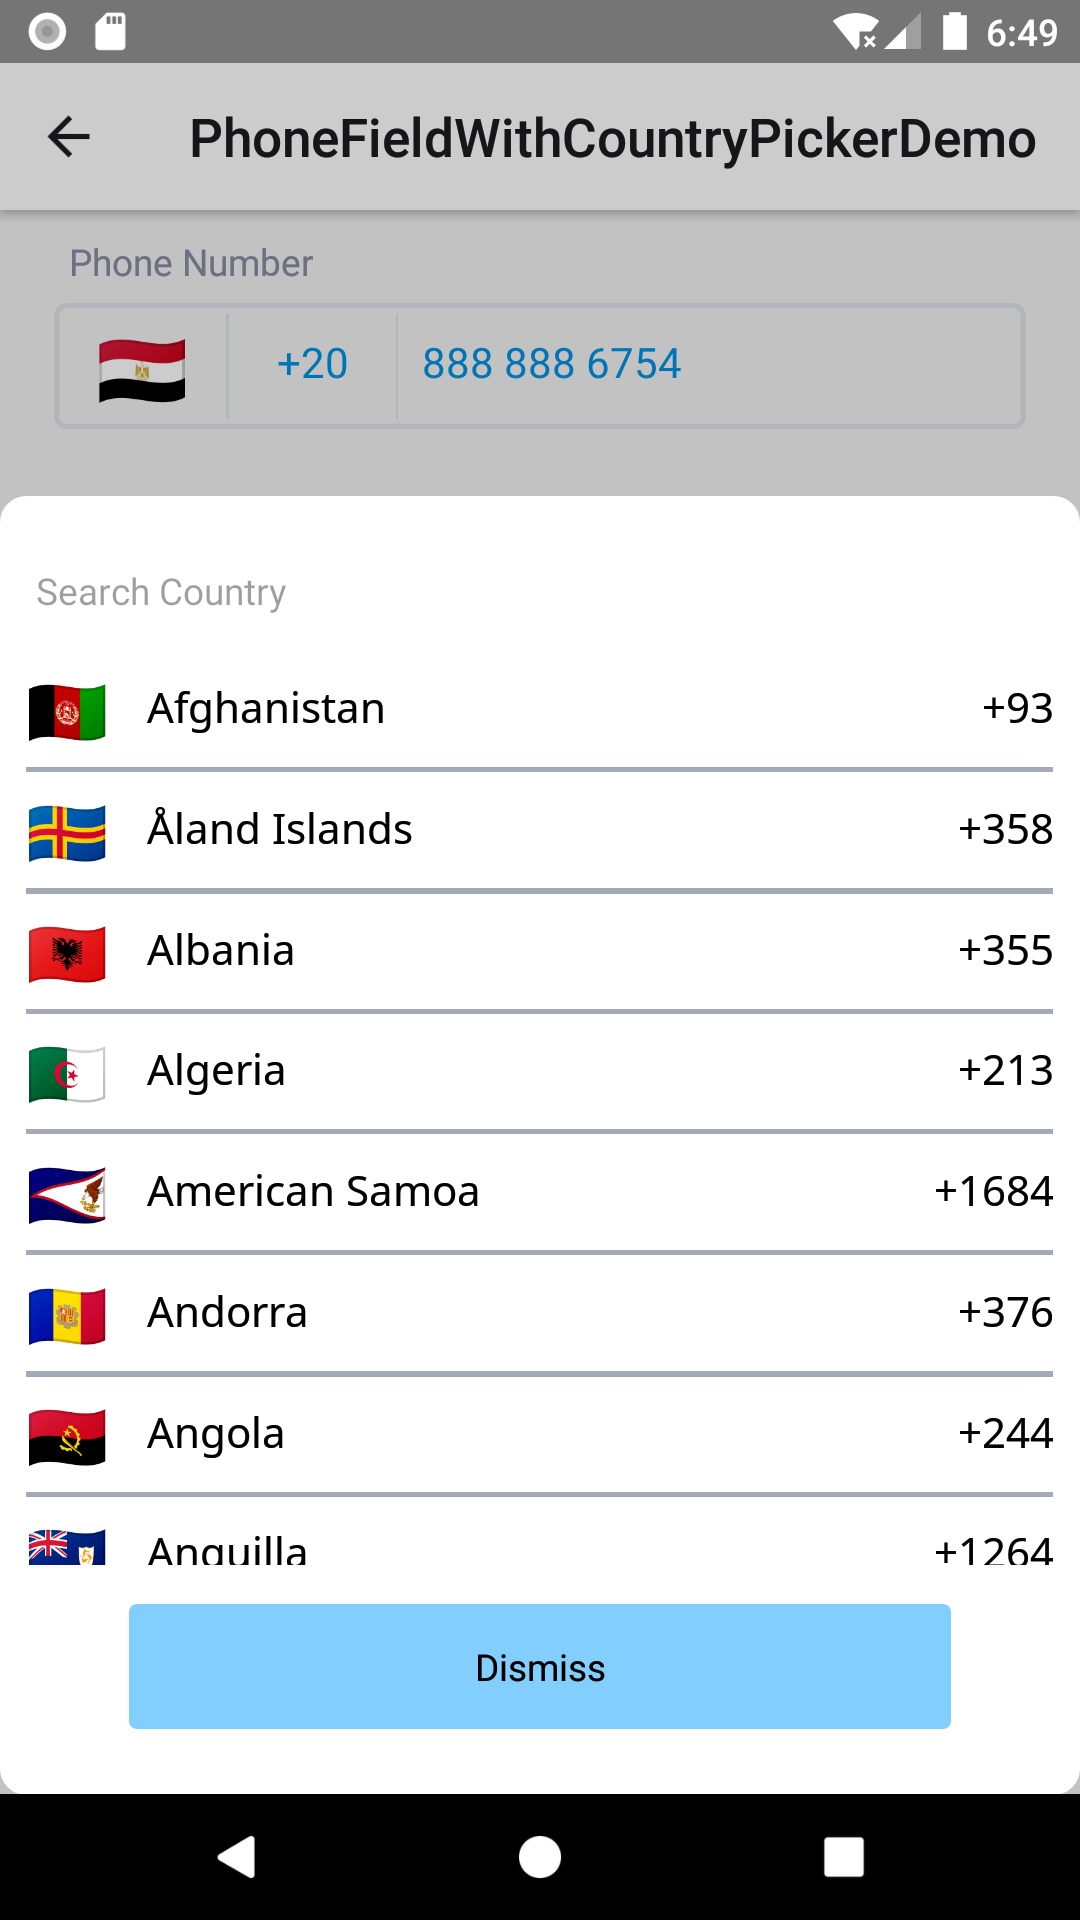 6:49
PhoneFieldWithCountryPickerDemo
Phone Number
+20 888 888 6754
Search Country
Afghanistan +93
Åland Islands +358
Albania +355
Algeria +213
American Samoa +1684
Andorra +376
Angola +244
Anguilla +1264
Dismiss